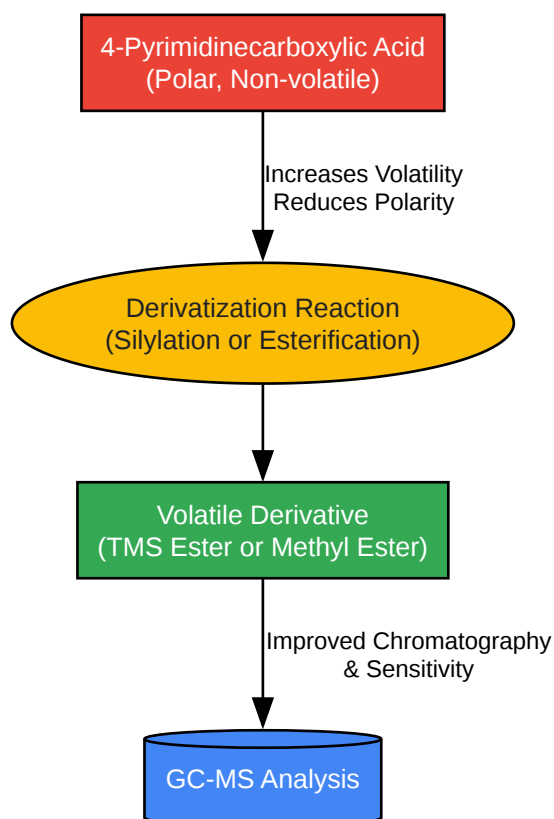 4-Pyrimidinecarboxylic Acid
(Polar, Non-volatile)
Increases Volatility
Reduces Polarity
Derivatization Reaction
(Silylation or Esterification)
Volatile Derivative
(TMS Ester or Methyl Ester)
Improved Chromatography
& Sensitivity
GC-MS Analysis